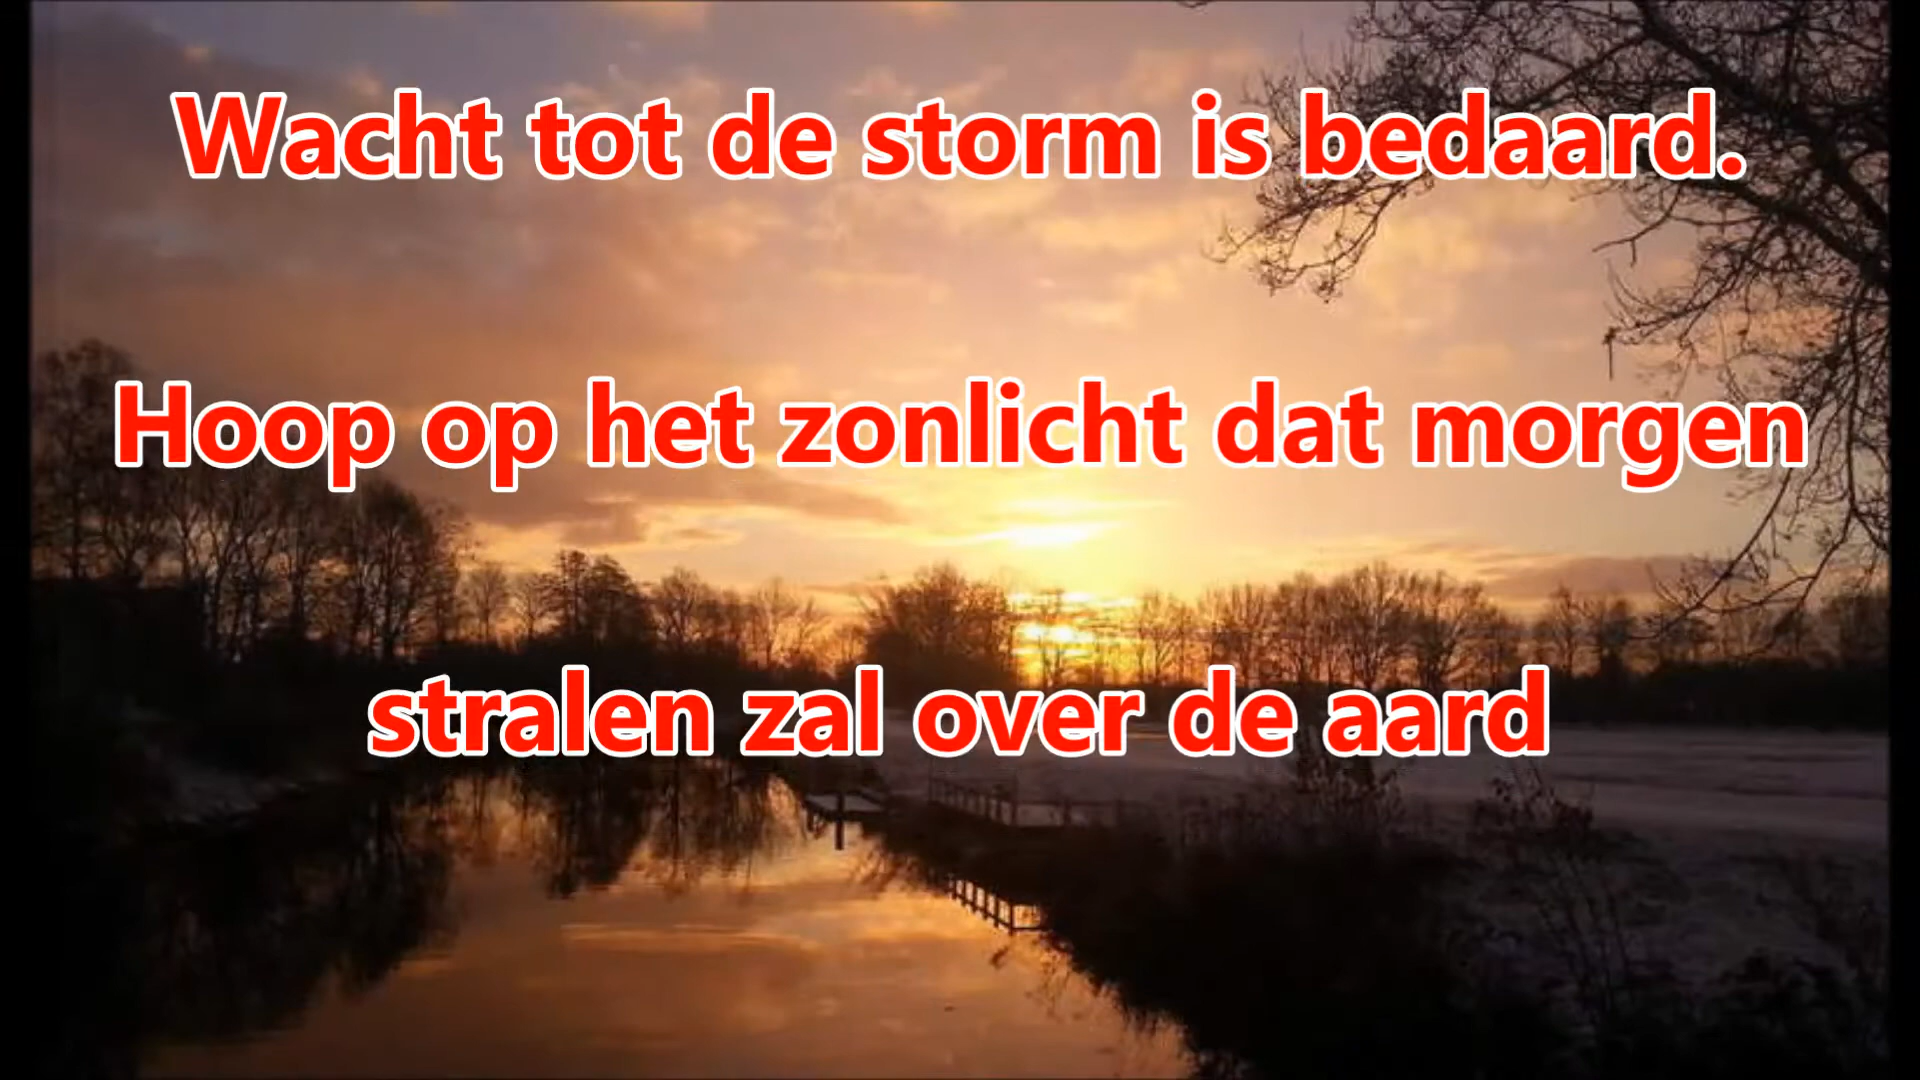 Wacht tot de storm is bedaard.
Hoop op het zonlicht dat morgen
stralen zal over de aard